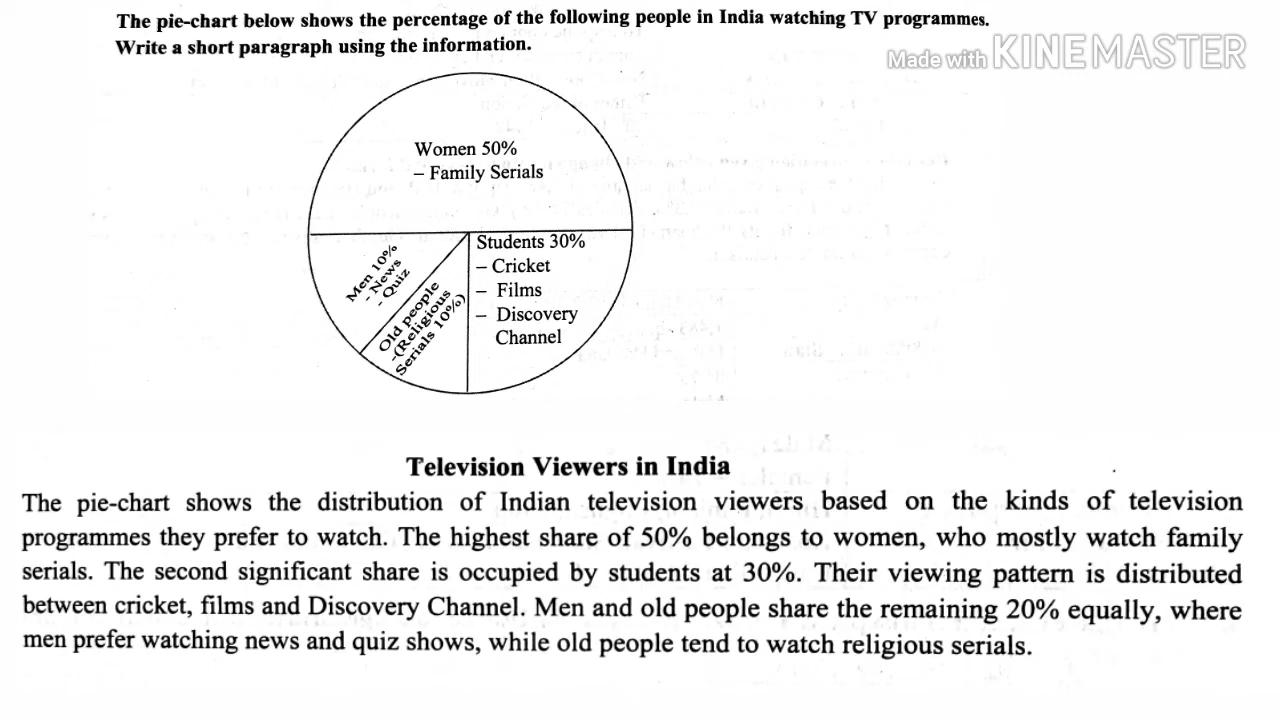 The pie-chart below shows the percentage of the following people in India watching TV programmes.
Write a short paragraph using the information.
Made with KINEMASTER
Women 50%
– Family Serials
Men 10%
- News
- Quiz
Old people
-(Religious
Serials 10%)
Students 30%
– Cricket
– Films
– Discovery
Channel
Television Viewers in India
The pie-chart shows the distribution of Indian television viewers based on the kinds of television
programmes they prefer to watch. The highest share of 50% belongs to women, who mostly watch family
serials. The second significant share is occupied by students at 30%. Their viewing pattern is distributed
between cricket, films and Discovery Channel. Men and old people share the remaining 20% equally, where
men prefer watching news and quiz shows, while old people tend to watch religious serials.